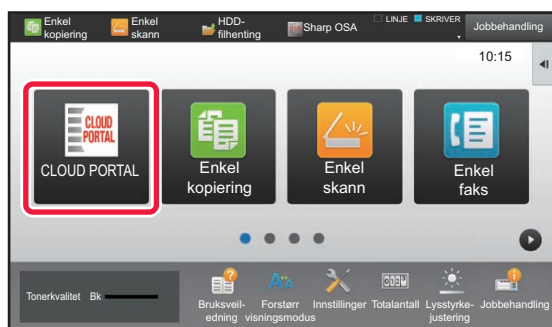 Enkel
kopiering
Enkel
skann
HDD-
filhenting
Sharp OSA
LINJE
SKRIVER
Jobbehandling
10:15
CLOUD
PORTAL
CLOUD PORTAL
Enkel
kopiering
Enkel
skann
Enkel
faks
Tonerkvalitet Bk
Bruksveil-
edning
Forstørr
visningsmodus
Innstillinger
Totalantall
Lysstyrke-
justering
Jobbehandling